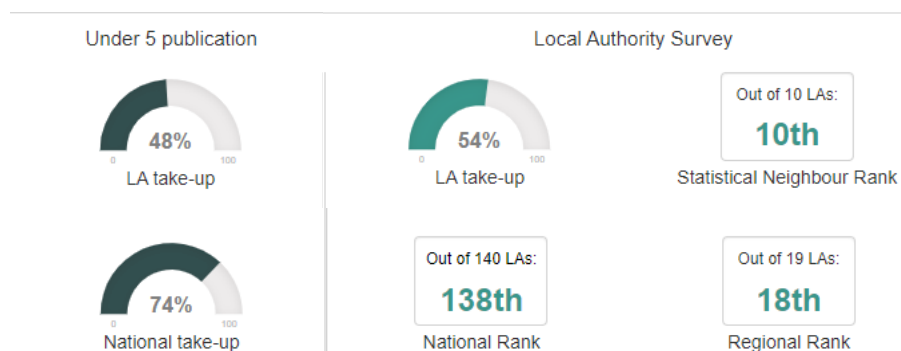 Under 5 publication
Local Authority Survey
48%
0 100
LA take-up
54%
0 100
LA take-up
Out of 10 LAs:
10th
Statistical Neighbour Rank
74%
0 100
National take-up
Out of 140 LAs:
138th
National Rank
Out of 19 LAs:
18th
Regional Rank